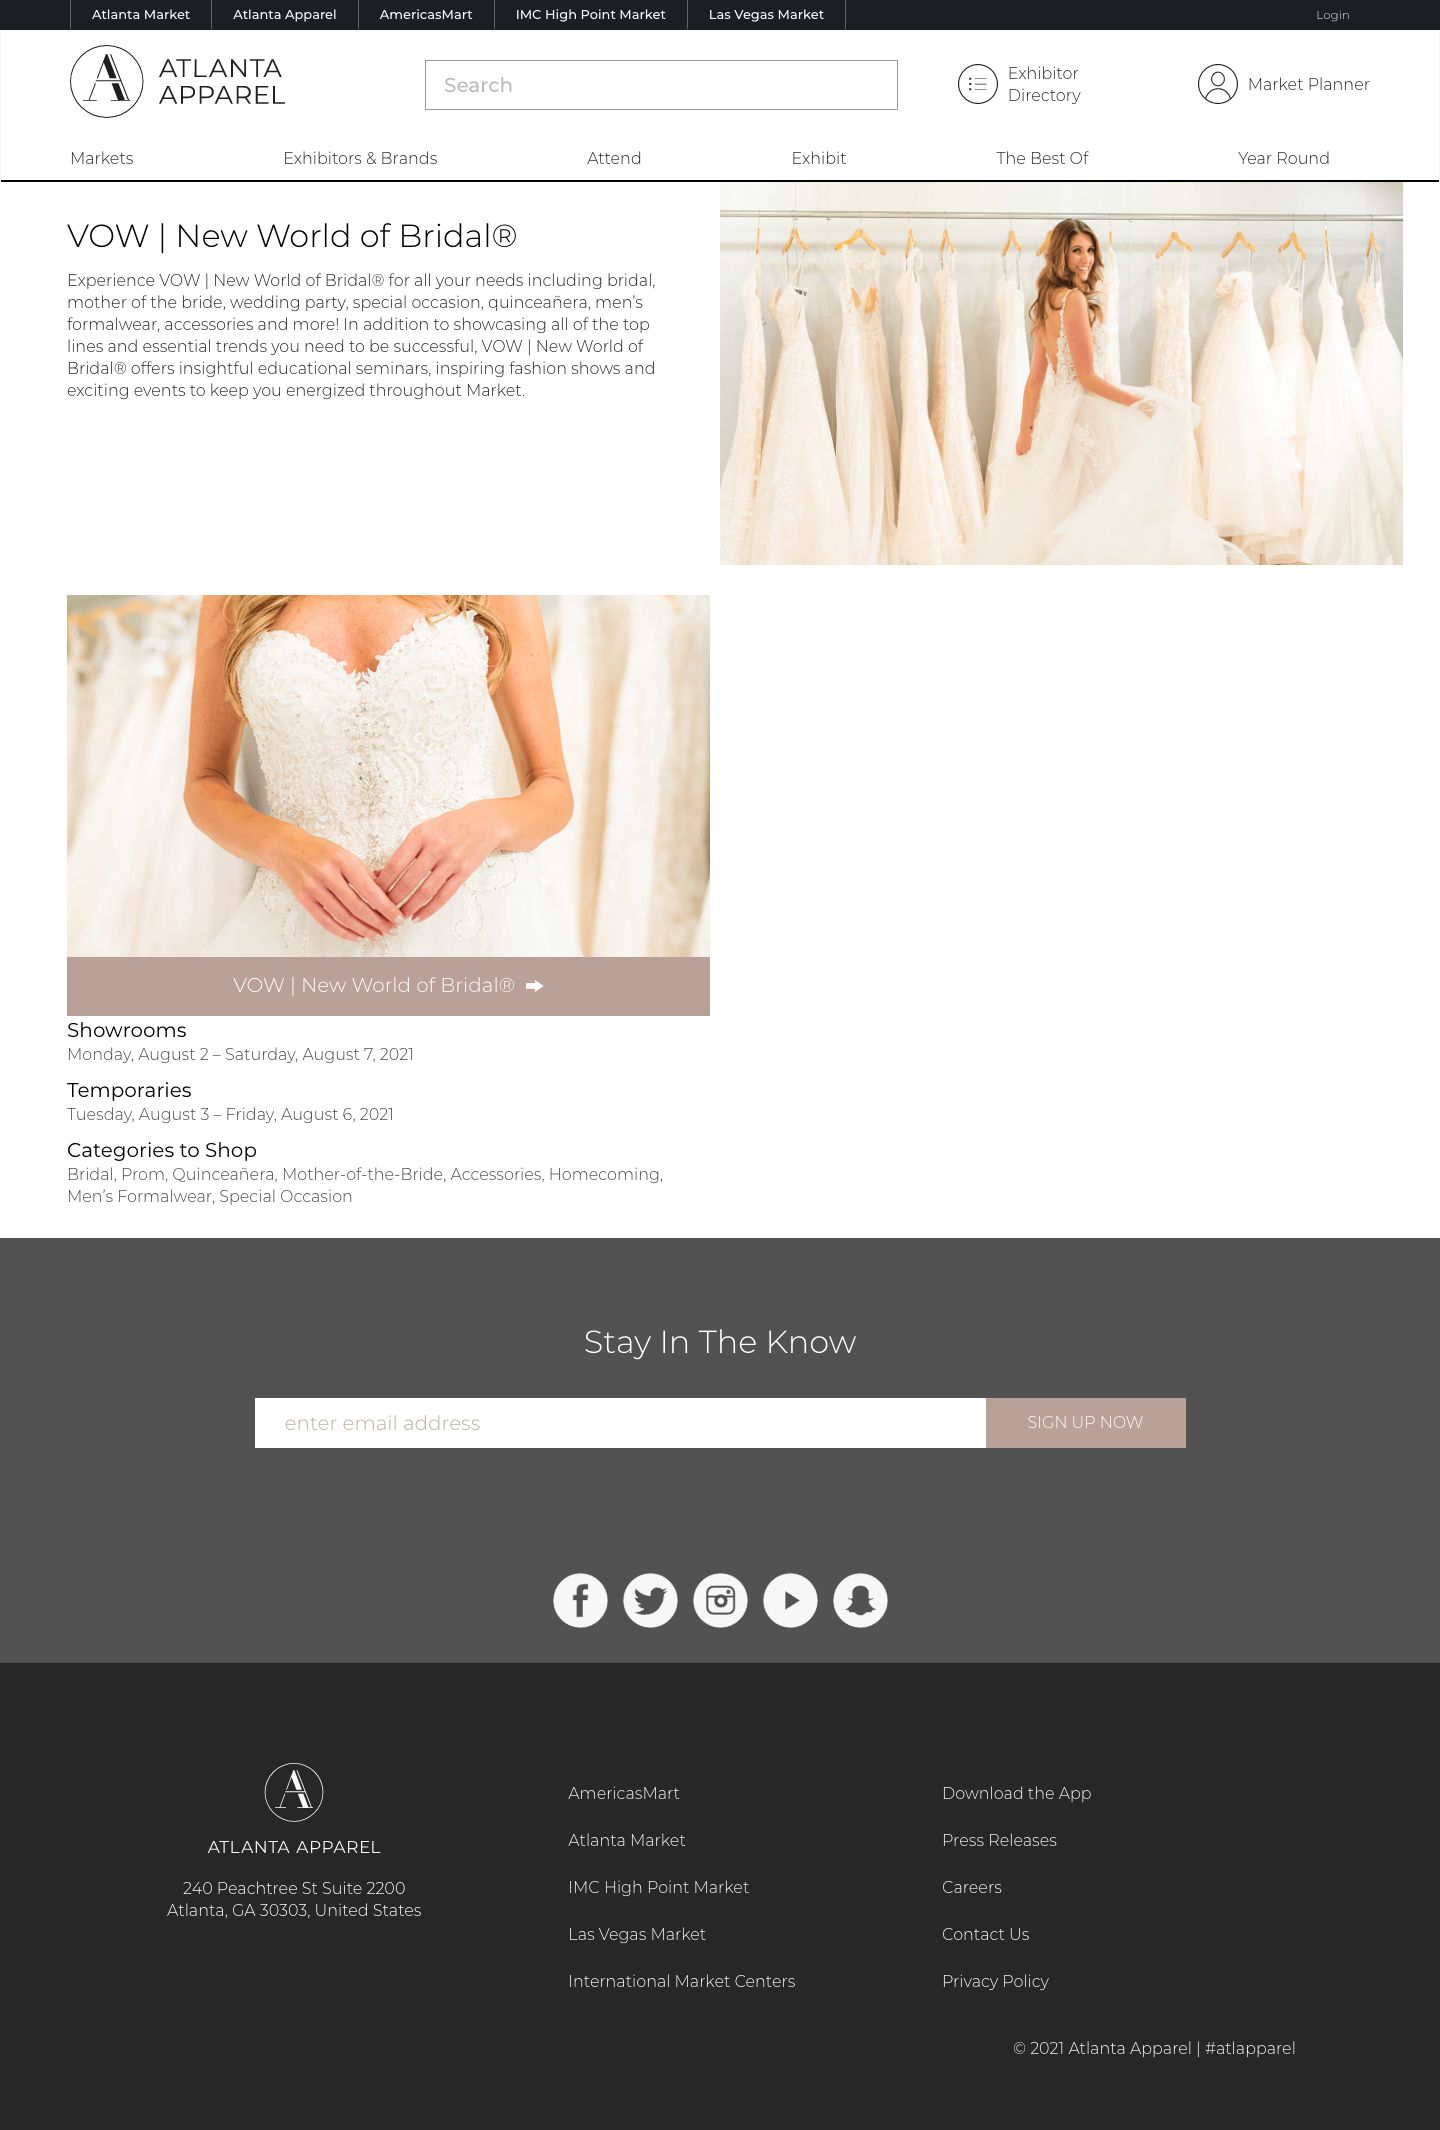 Atlanta Market
Atlanta Apparel
AmericasMart
IMC High Point Market
Las Vegas Market
Login
A
ATLANTA
APPAREL
Search
Exhibitor
Directory
Market Planner
Markets
Exhibitors & Brands
Attend
Exhibit
The Best Of
Year Round
VOW | New World of Bridal®
Experience VOW | New World of Bridal® for all your needs including bridal,
mother of the bride, wedding party, special occasion, quinceañera, men's
formalwear, accessories and more! In addition to showcasing all of the top
lines and essential trends you need to be successful, VOW | New World of
Bridal® offers insightful educational seminars, inspiring fashion shows and
exciting events to keep you energized throughout Market.
VOW | New World of Bridal®
Showrooms
Monday, August 2 – Saturday, August 7, 2021
Temporaries
Tuesday, August 3 – Friday, August 6, 2021
Categories to Shop
Bridal, Prom, Quinceañera, Mother-of-the-Bride, Accessories, Homecoming,
Men's Formalwear, Special Occasion
Stay In The Know
enter email address
SIGN UP NOW
A
ATLANTA APPAREL
240 Peachtree St Suite 2200
Atlanta, GA 30303, United States
AmericasMart
Atlanta Market
IMC High Point Market
Las Vegas Market
International Market Centers
Download the App
Press Releases
Careers
Contact Us
Privacy Policy
© 2021 Atlanta Apparel | #atlapparel